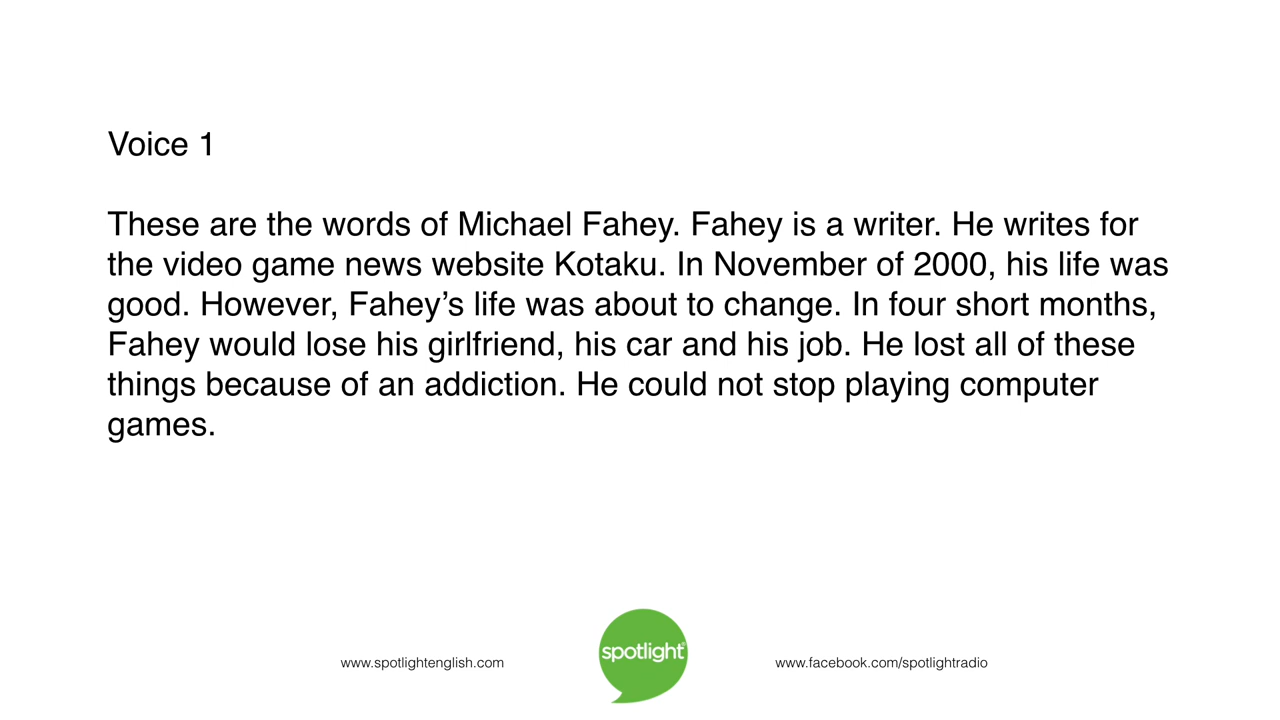 Voice 1
These are the words of Michael Fahey. Fahey is a writer. He writes for
the video game news website Kotaku. In November of 2000, his life was
good. However, Fahey’s life was about to change. In four short months,
Fahey would lose his girlfriend, his car and his job. He lost all of these
things because of an addiction. He could not stop playing computer
games.
www.spotlightenglish.com
spotlight®
www.facebook.com/spotlightradio